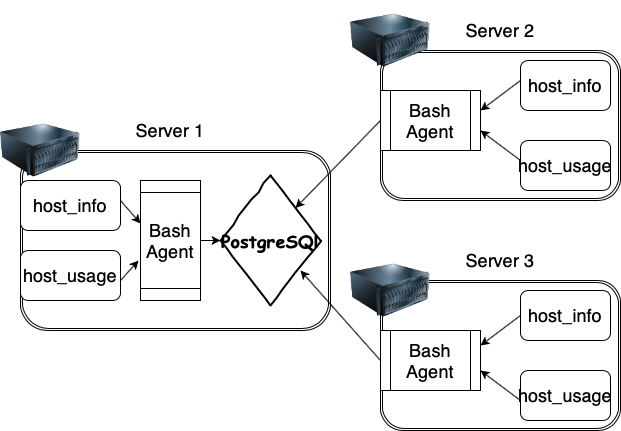 Server 1
host_info
host_usage
Bash
Agent
PostgreSQL
Server 2
Bash
Agent
host_info
host_usage
Server 3
Bash
Agent
host_info
host_usage